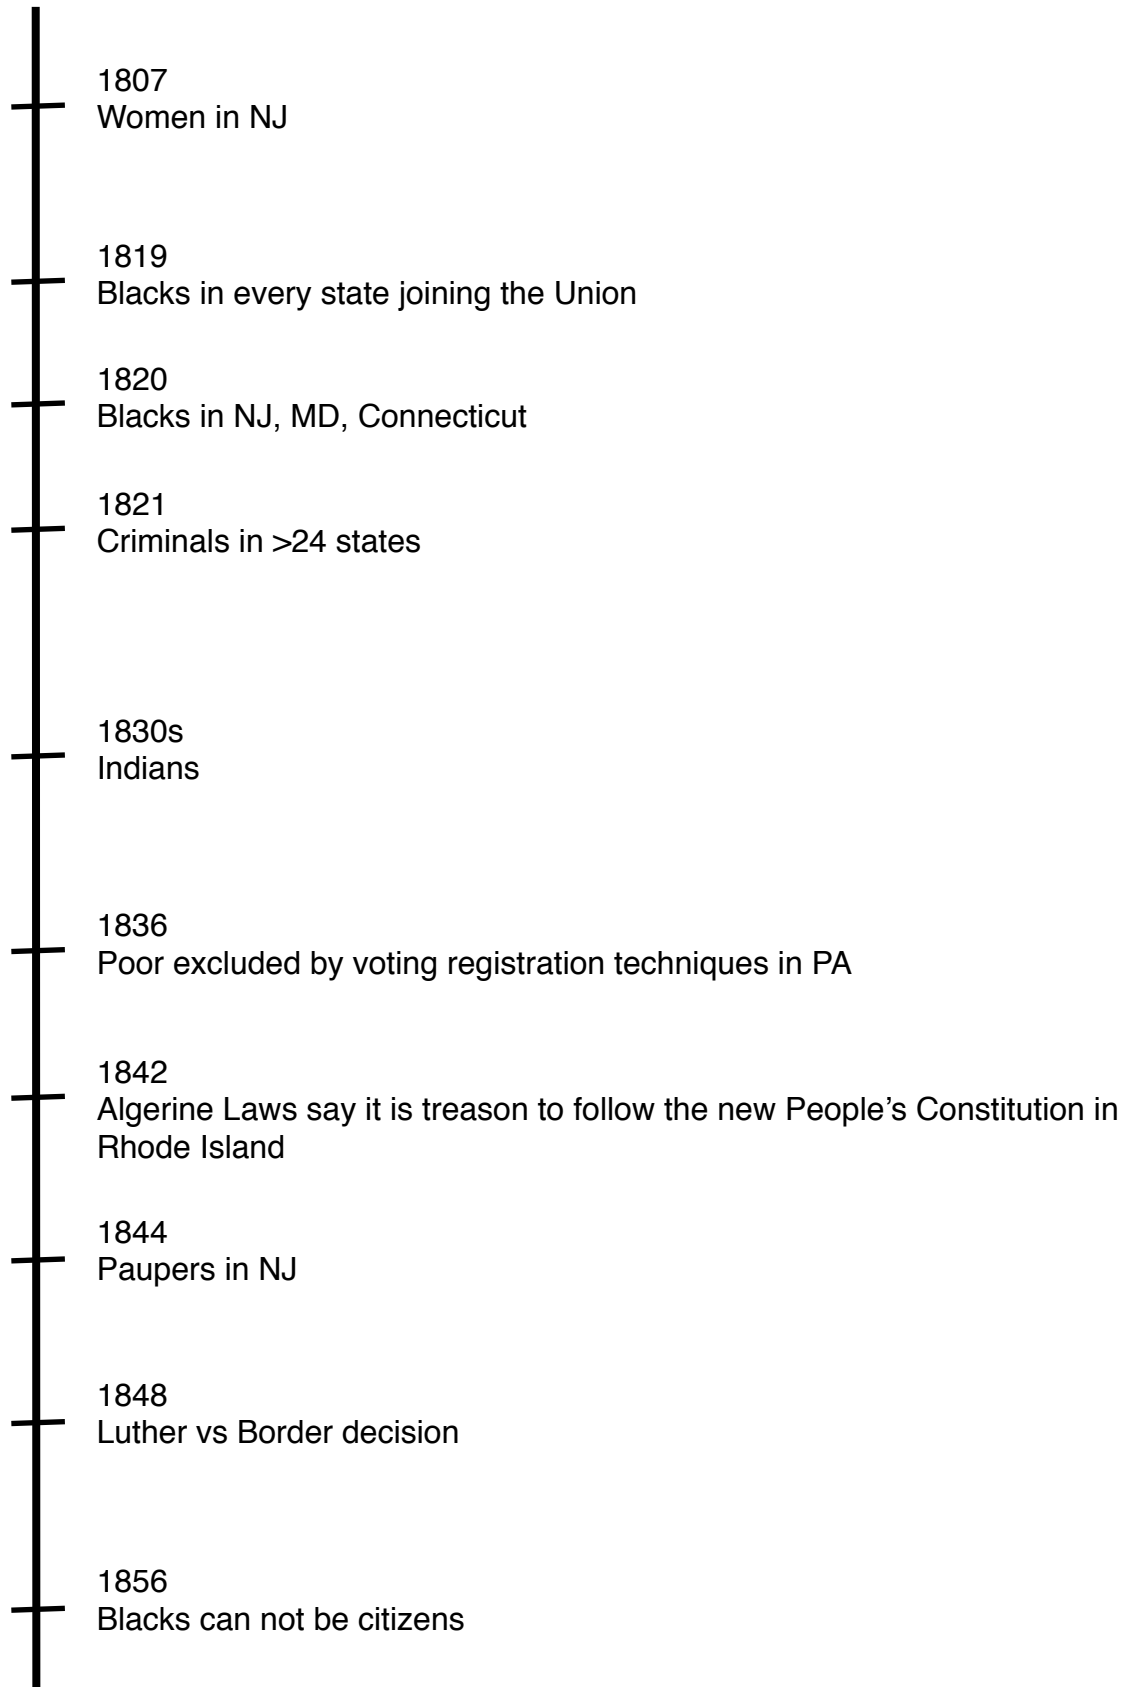 1807
Women in NJ
1819
Blacks in every state joining the Union
1820
Blacks in NJ, MD, Connecticut
1821
Criminals in >24 states
1830s
Indians
1836
Poor excluded by voting registration techniques in PA
1842
Algerine Laws say it is treason to follow the new People’s Constitution in
Rhode Island
1844
Paupers in NJ
1848
Luther vs Border decision
1856
Blacks can not be citizens